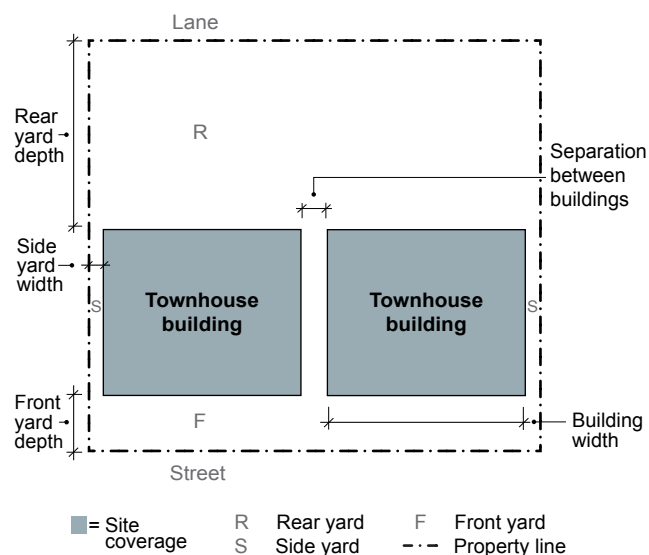 Lane
Rear
yard
depth
R
Separation
between
buildings
Side
yard
width
S
Townhouse
building
Townhouse
building
S
Front
yard
depth
F
Building
width
Street
= Site
coverage
R Rear yard
S Side yard
F Front yard
Property line